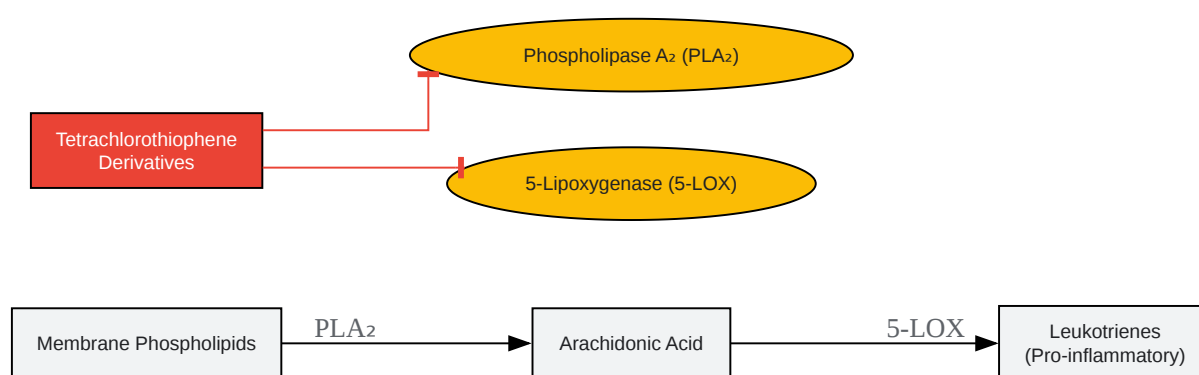 Phospholipase A₂ (PLA₂)
Tetrachlorothiophene
Derivatives
5-Lipoxygenase (5-LOX)
Membrane Phospholipids
PLA₂
Arachidonic Acid
5-LOX
Leukotrienes
(Pro-inflammatory)